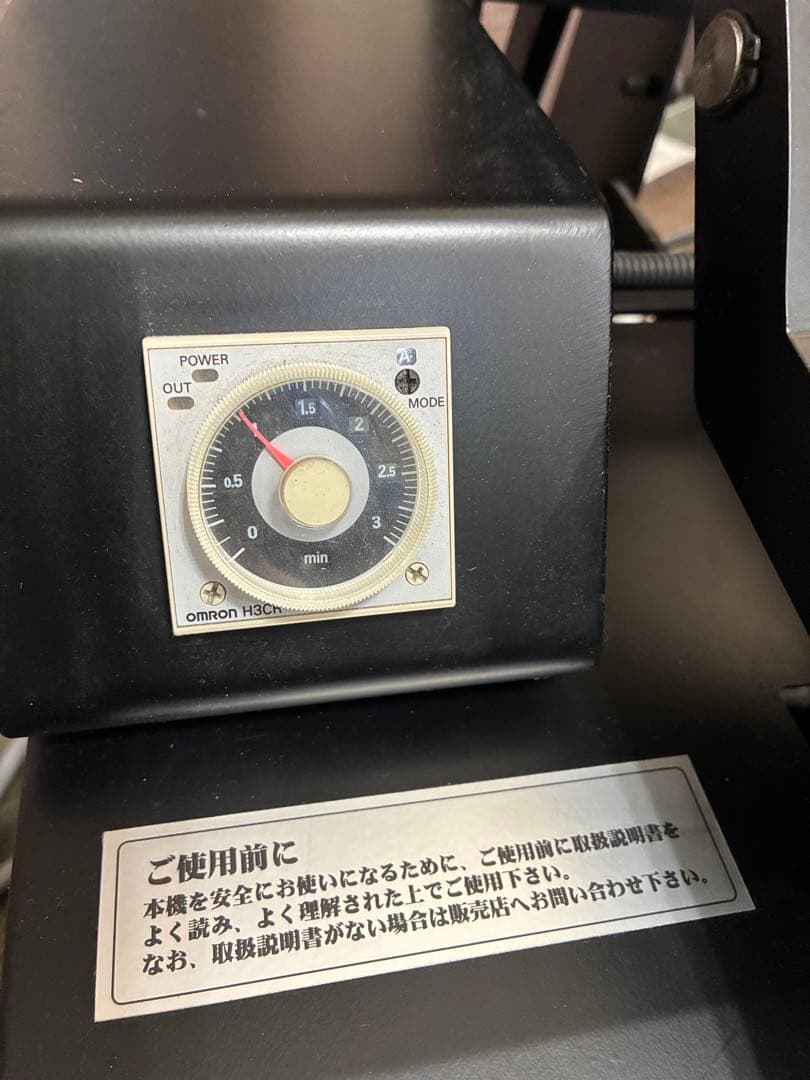 POWER
OUT
A
MODE
0
0.5
1
1.5
2
2.5
3
min
OMRON H3CR
ご使用前に
本機を安全にお使いになるために、ご使用前に取扱説明書を
よく読み、よく理解された上でご使用下さい。
なお、取扱説明書がない場合は販売店へお問い合わせ下さい。